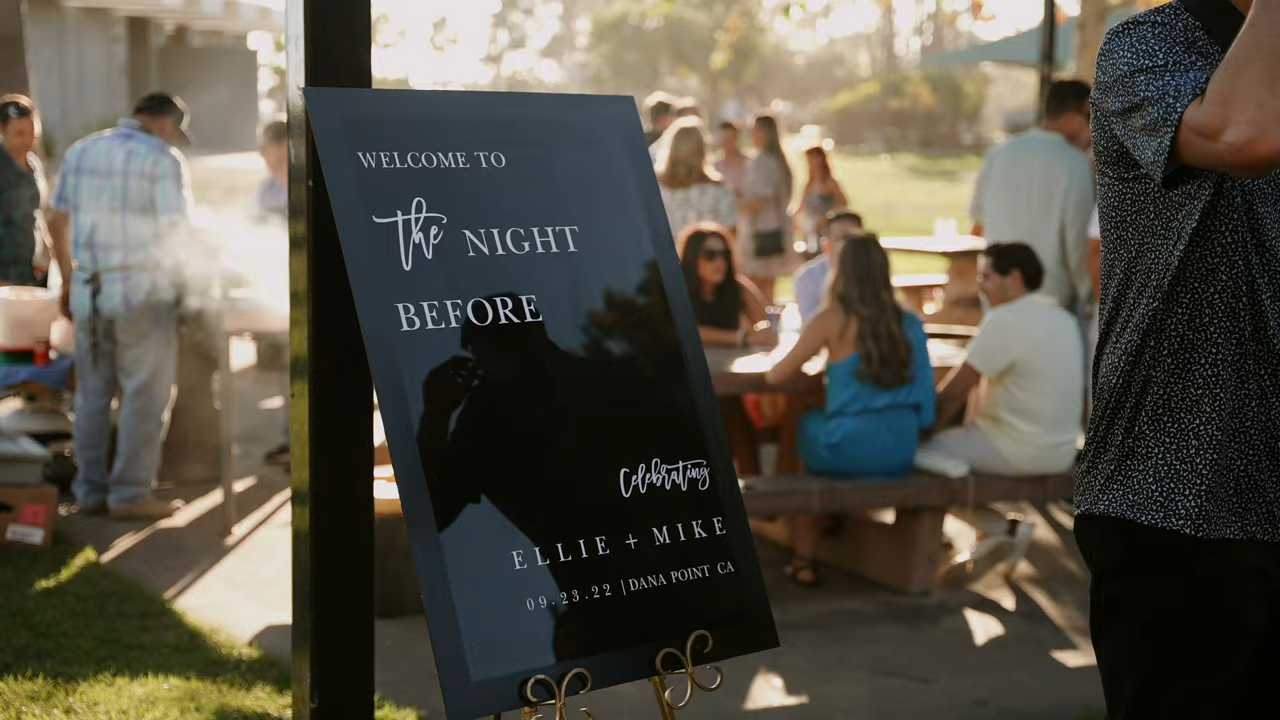 WELCOME TO
the NIGHT
BEFORE
Celebrating
ELLIE + MIKE
09.23.22 | DANA POINT CA